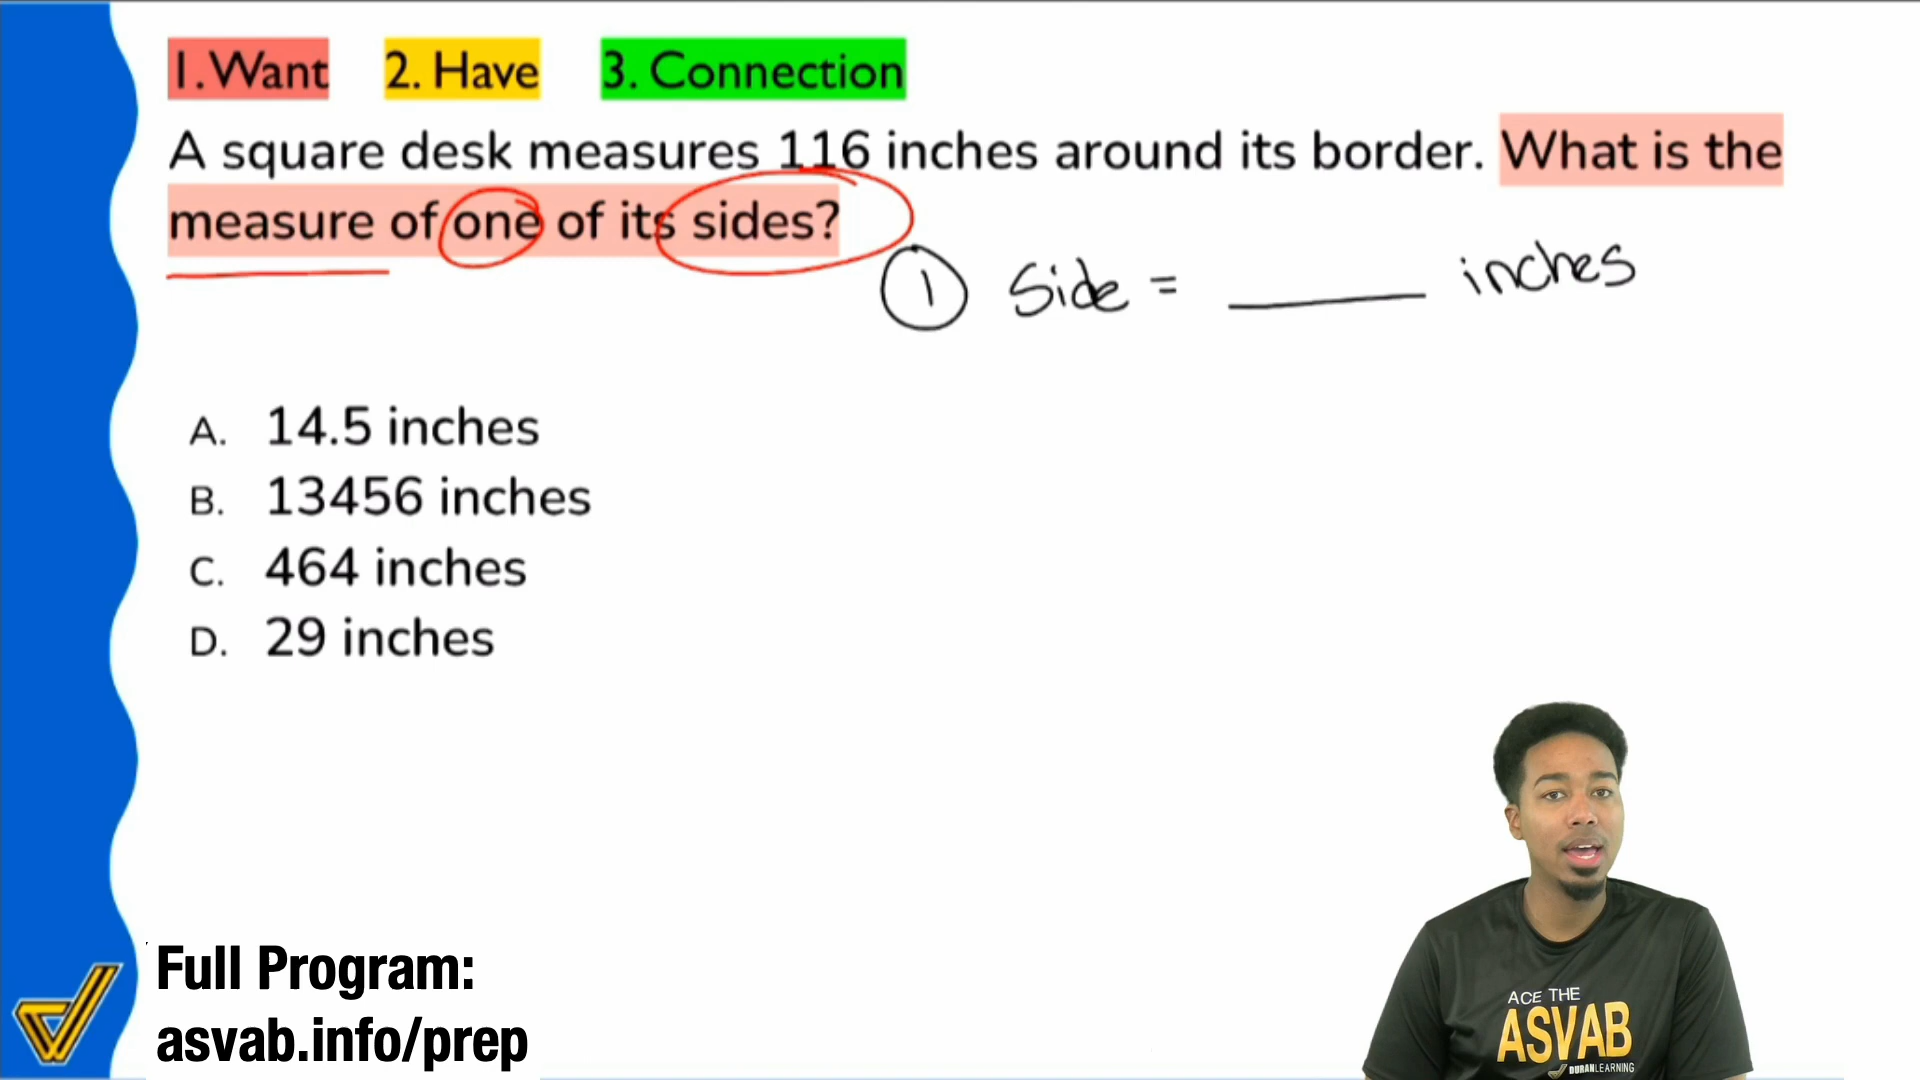 1. Want 2. Have 3. Connection
A square desk measures 116 inches around its border. What is the
measure of one of its sides?
1 Side = _____ inches
A. 14.5 inches
B. 13456 inches
C. 464 inches
D. 29 inches
Full Program:
asvab.info/prep
ACE THE
ASVAB
DURANLEARNING